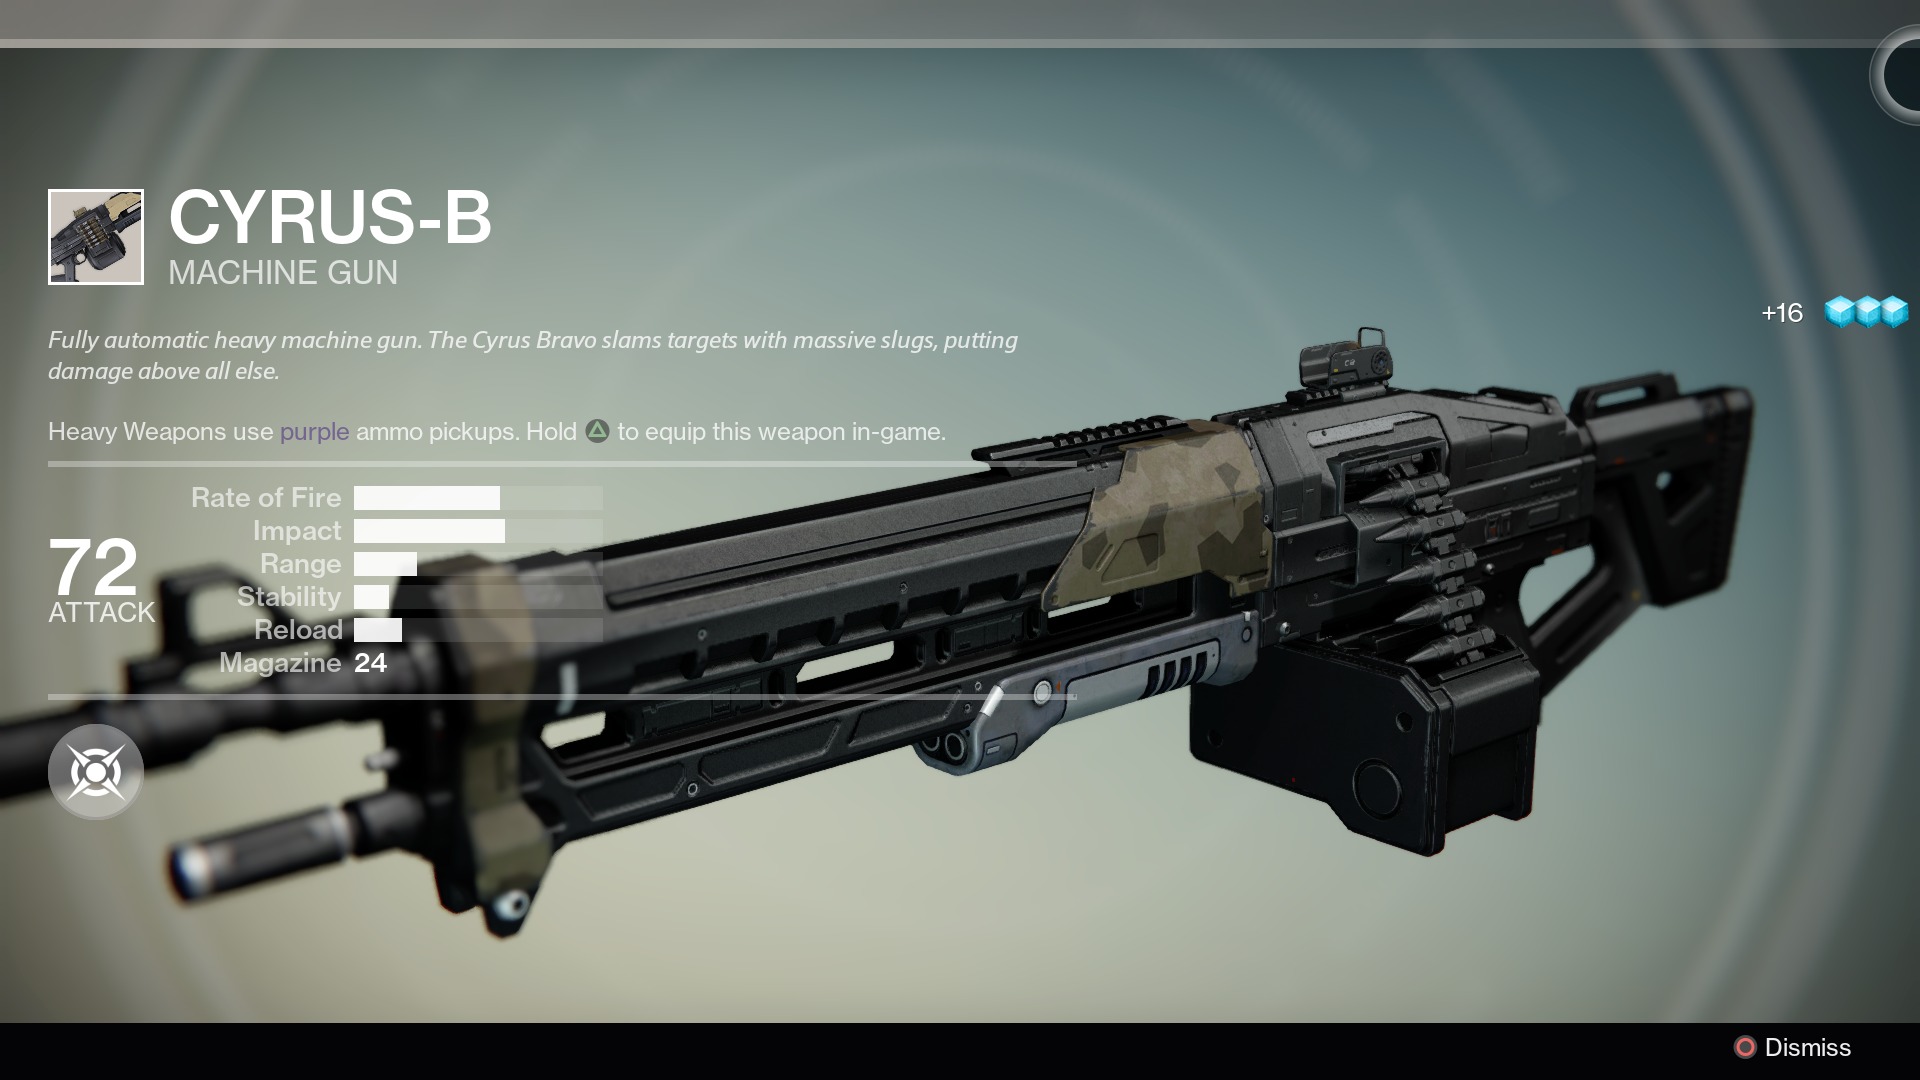 CYRUS-B
MACHINE GUN
+16
Fully automatic heavy machine gun. The Cyrus Bravo slams targets with massive slugs, putting
damage above all else.
Heavy Weapons use purple ammo pickups. Hold to equip this weapon in-game.
72
ATTACK
Rate of Fire
Impact
Range
Stability
Reload
Magazine 24
Dismiss